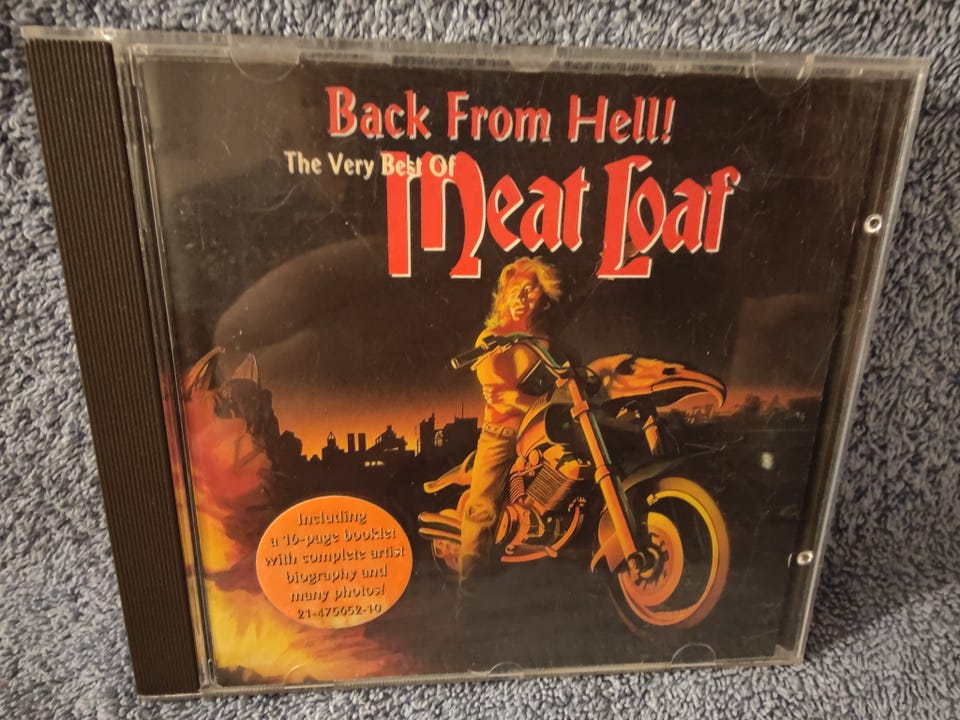 Back From Hell!
The Very Best Of
Meat Loaf
Including
a 16-page booklet
with complete artist
biography and
many photos!
21-475052-10